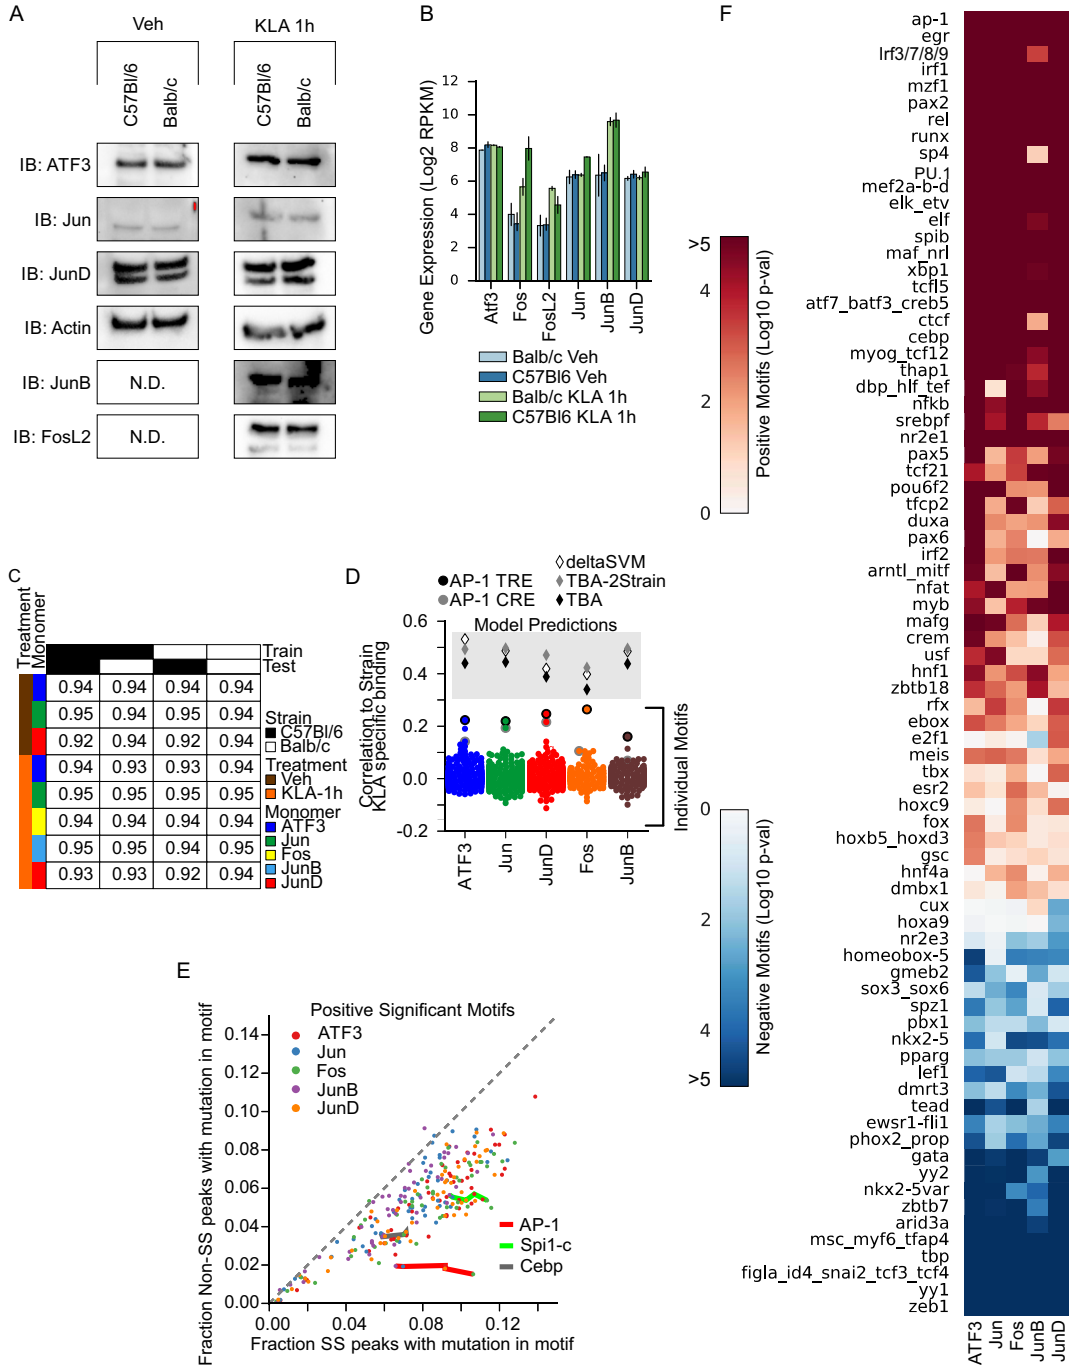 A
Veh
KLA 1h
C57Bl/6
Balb/c
C57Bl/6
Balb/c
IB: ATF3
IB: Jun
IB: JunD
IB: Actin
IB: JunB
N.D.
IB: FosL2
N.D.
B
Gene Expression (Log2 RPKM)
12
10
8
6
4
2
0
Atf3
Fos
FosL2
Jun
JunB
JunD
Balb/c Veh
C57Bl6 Veh
Balb/c KLA 1h
C57Bl6 KLA 1h
C
Treatment
Monomer
Train
Test
0.94 0.94 0.94 0.94
0.95 0.94 0.95 0.94
0.92 0.94 0.92 0.94
0.94 0.93 0.93 0.94
0.95 0.95 0.95 0.95
0.94 0.94 0.94 0.94
0.95 0.95 0.94 0.95
0.93 0.93 0.92 0.94
Strain
C57Bl/6
Balb/c
Treatment
Veh
KLA-1h
Monomer
ATF3
Jun
Fos
JunB
JunD
D
AP-1 TRE
AP-1 CRE
deltaSVM
TBA-2Strain
TBA
Model Predictions
Correlation to Strain
KLA specific binding
0.6
0.4
0.2
0.0
-0.2
Individual Motifs
ATF3
Jun
JunD
Fos
JunB
E
Positive Significant Motifs
ATF3
Jun
Fos
JunB
JunD
AP-1
Spi1-c
Cebp
Fraction Non-SS peaks with mutation in motif
0.14
0.12
0.10
0.08
0.06
0.04
0.02
0.00
0.00
0.04
0.08
0.12
Fraction SS peaks with mutation in motif
F
>5
4
2
0
Positive Motifs (Log10 p-val)
0
2
4
>5
Negative Motifs (Log10 p-val)
ap-1
egr
Irf3/7/8/9
irf1
mzf1
pax2
rel
runx
sp4
PU.1
mef2a-b-d
elk_etv
elf
spib
maf_nrl
xbp1
tcfl5
atf7_batf3_creb5
ctcf
cebp
myog_tcf12
thap1
dbp_hlf_tef
nfkb
srebpf
nr2e1
pax5
tcf21
pou6f2
tfcp2
duxa
pax6
irf2
arntl_mitf
nfat
myb
mafg
crem
usf
hnf1
zbtb18
rfx
ebox
e2f1
meis
tbx
esr2
hoxc9
fox
hoxb5_hoxd3
gsc
hnf4a
dmbx1
cux
hoxa9
nr2e3
homeobox-5
gmeb2
sox3_sox6
spz1
pbx1
nkx2-5
pparg
lef1
dmrt3
tead
ewsr1-fli1
phox2_prop
gata
yy2
nkx2-5var
zbtb7
arid3a
msc_myf6_tfap4
tbp
figla_id4_snai2_tcf3_tcf4
yy1
zeb1
ATF3
Jun
Fos
JunB
JunD